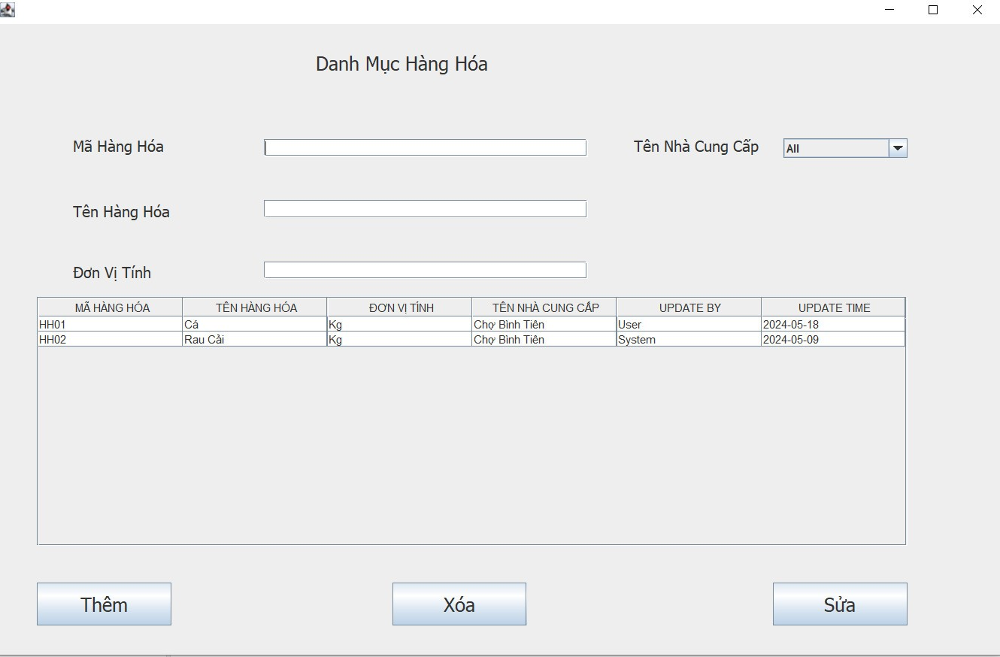 Danh Mục Hàng Hóa
Mã Hàng Hóa
Tên Nhà Cung Cấp All
Tên Hàng Hóa
Đơn Vị Tính
MÃ HÀNG HÓA TÊN HÀNG HÓA ĐƠN VỊ TÍNH TÊN NHÀ CUNG CẤP UPDATE BY UPDATE TIME
HH01 Cá Kg Chợ Bình Tiên User 2024-05-18
HH02 Rau Cải Kg Chợ Bình Tiên System 2024-05-09
Thêm Xóa Sửa